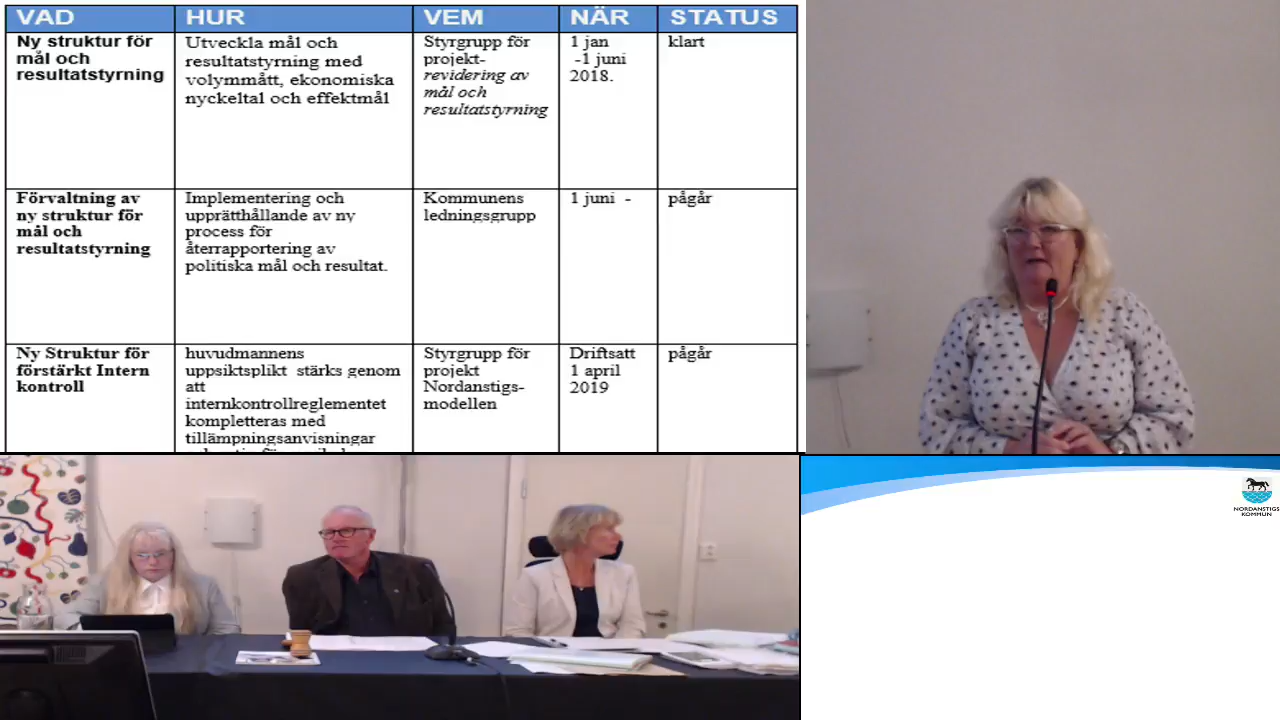 VAD HUR VEM NÄR STATUS
Ny struktur för
mål och
resultatstyrning
Utveckla mål och
resultatstyrning med
volymmått, ekonomiska
nyckeltal och effektmål
Styrgrupp för
projekt-
revidering av
mål och
resultatstyrning
1 jan
-1 juni
2018.
klart
Förvaltning av
ny struktur för
mål och
resultatstyrning
Implementering och
upprätthållande av ny
process för
återrapportering av
politiska mål och resultat.
Kommunens
ledningsgrupp
1 juni -
pågår
Ny Struktur för
förstärkt Intern
kontroll
huvudmannens
uppsiktsplikt stärks genom
att
internkontrollreglementet
kompletteras med
tillämpningsanvisningar
Styrgrupp för
projekt
Nordanstigs-
modellen
Driftsatt
1 april
2019
pågår
NORDANSTIGS
KOMMUN